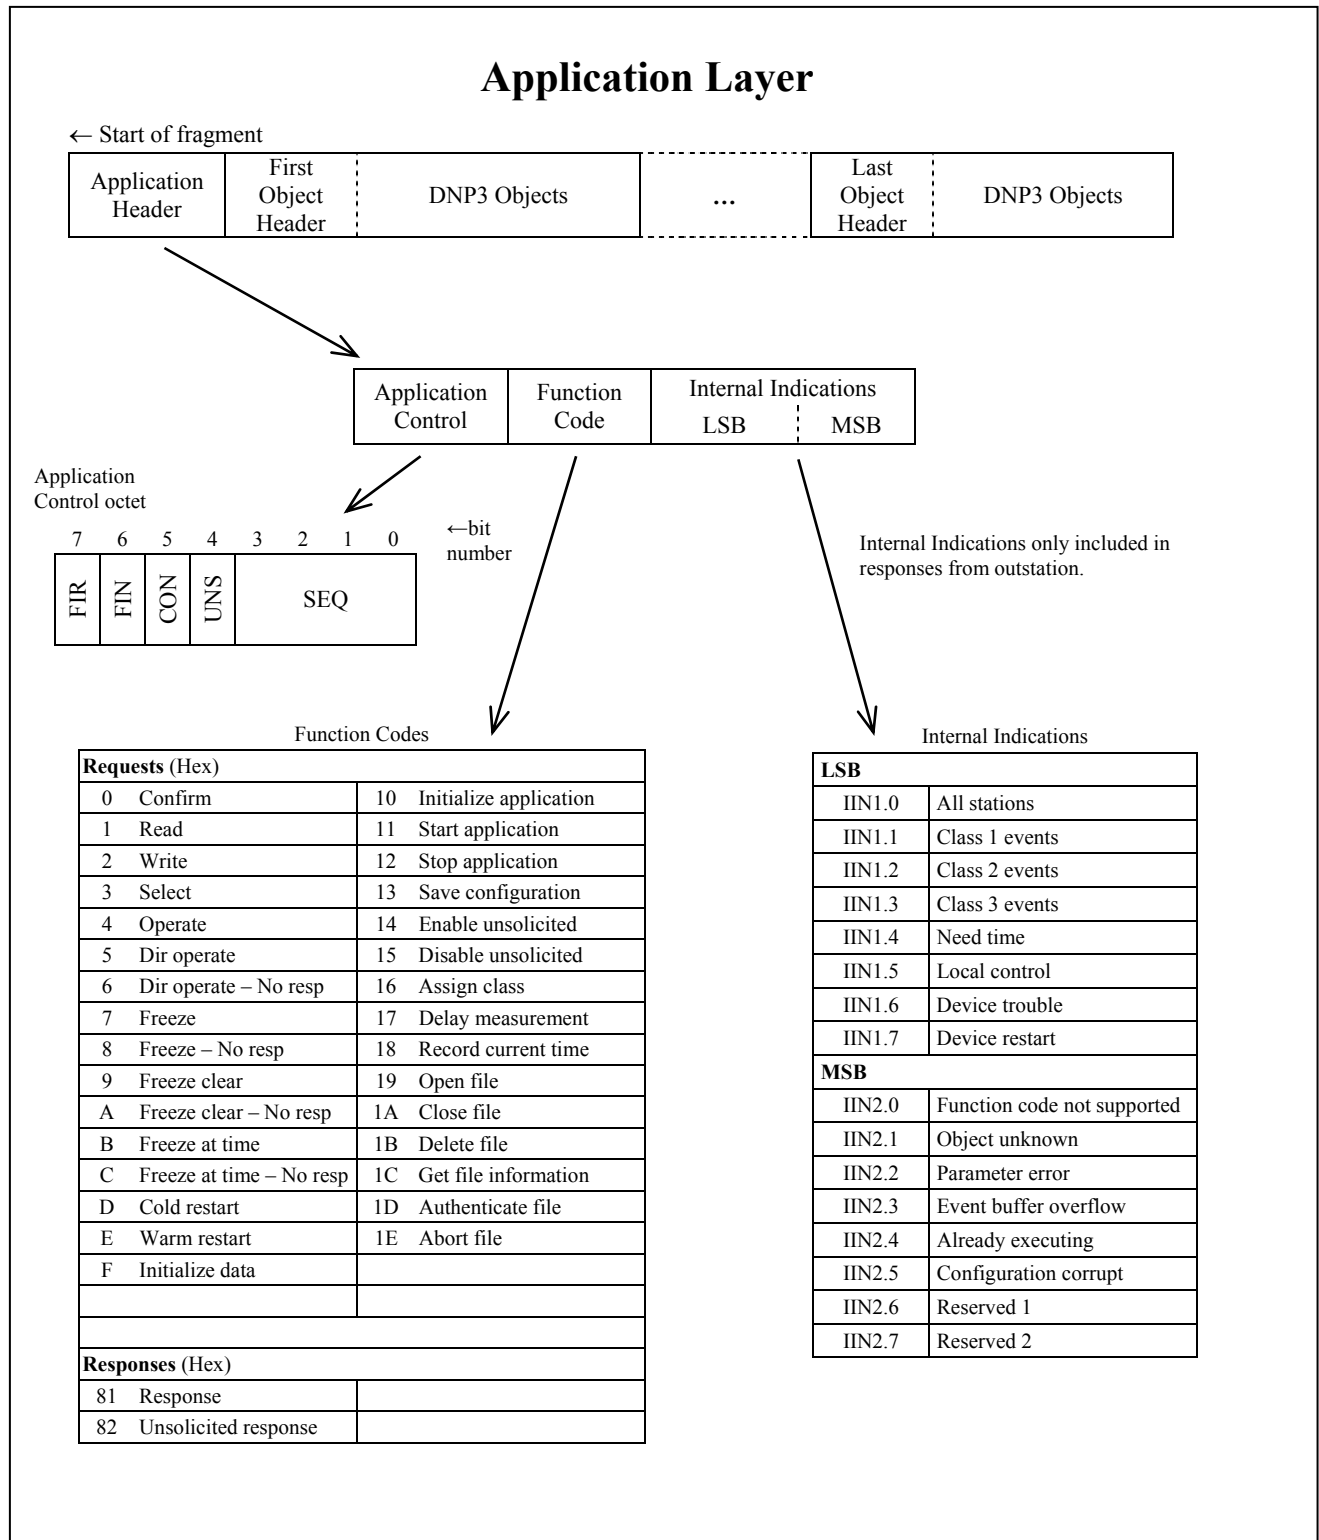 Application Layer
← Start of fragment
Application
Header
First
Object
Header
DNP3 Objects
...
Last
Object
Header
DNP3 Objects
Application
Control
Function
Code
Internal Indications
LSB
MSB
Application
Control octet
7 6 5 4 3 2 1 0
←bit
number
FIR
FIN
CON
UNS
SEQ
Internal Indications only included in
responses from outstation.
Function Codes
Requests (Hex)
0 Confirm 10 Initialize application
1 Read 11 Start application
2 Write 12 Stop application
3 Select 13 Save configuration
4 Operate 14 Enable unsolicited
5 Dir operate 15 Disable unsolicited
6 Dir operate – No resp 16 Assign class
7 Freeze 17 Delay measurement
8 Freeze – No resp 18 Record current time
9 Freeze clear 19 Open file
A Freeze clear – No resp 1A Close file
B Freeze at time 1B Delete file
C Freeze at time – No resp 1C Get file information
D Cold restart 1D Authenticate file
E Warm restart 1E Abort file
F Initialize data
Responses (Hex)
81 Response
82 Unsolicited response
Internal Indications
LSB
IIN1.0 All stations
IIN1.1 Class 1 events
IIN1.2 Class 2 events
IIN1.3 Class 3 events
IIN1.4 Need time
IIN1.5 Local control
IIN1.6 Device trouble
IIN1.7 Device restart
MSB
IIN2.0 Function code not supported
IIN2.1 Object unknown
IIN2.2 Parameter error
IIN2.3 Event buffer overflow
IIN2.4 Already executing
IIN2.5 Configuration corrupt
IIN2.6 Reserved 1
IIN2.7 Reserved 2